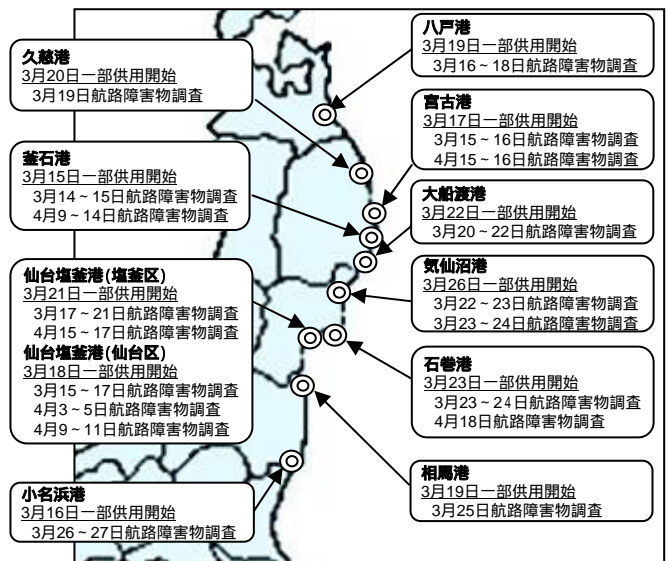 久慈港
3月20日一部供用開始
3月19日航路障害物調査
釜石港
3月15日一部供用開始
3月14～15日航路障害物調査
4月9～14日航路障害物調査
仙台塩釜港(塩釜区)
3月21日一部供用開始
3月17～21日航路障害物調査
4月15～17日航路障害物調査
仙台塩釜港(仙台区)
3月18日一部供用開始
3月15～17日航路障害物調査
4月3～5日航路障害物調査
4月9～11日航路障害物調査
小名浜港
3月16日一部供用開始
3月26～27日航路障害物調査
八戸港
3月19日一部供用開始
3月16～18日航路障害物調査
宮古港
3月17日一部供用開始
3月15～16日航路障害物調査
4月15～16日航路障害物調査
大船渡港
3月22日一部供用開始
3月20～22日航路障害物調査
気仙沼港
3月26日一部供用開始
3月22～23日航路障害物調査
3月23～24日航路障害物調査
石巻港
3月23日一部供用開始
3月23～24日航路障害物調査
4月18日航路障害物調査
相馬港
3月19日一部供用開始
3月25日航路障害物調査